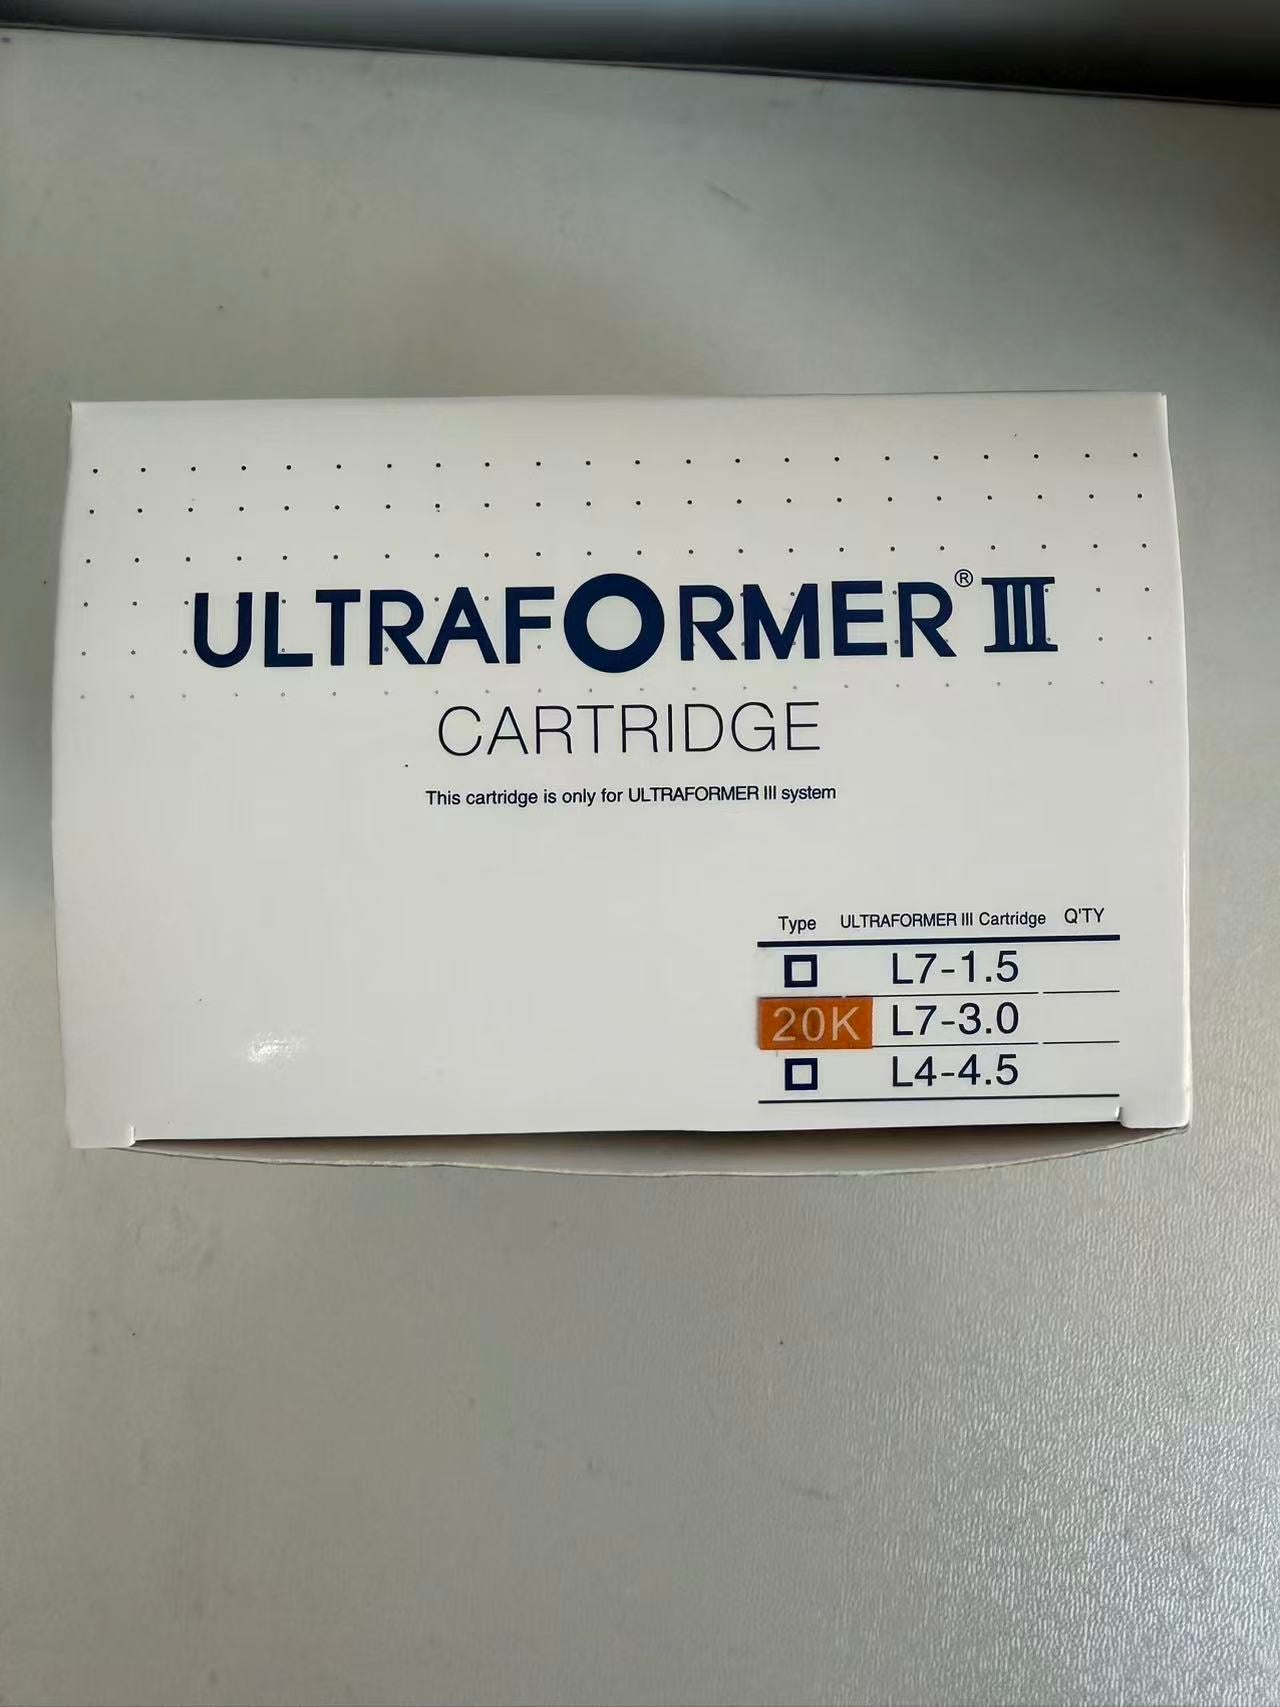 ULTRAFORMER® III
CARTRIDGE
This cartridge is only for ULTRAFORMER III system
Type ULTRAFORMER III Cartridge Q'TY
L7-1.5
20K L7-3.0
L4-4.5